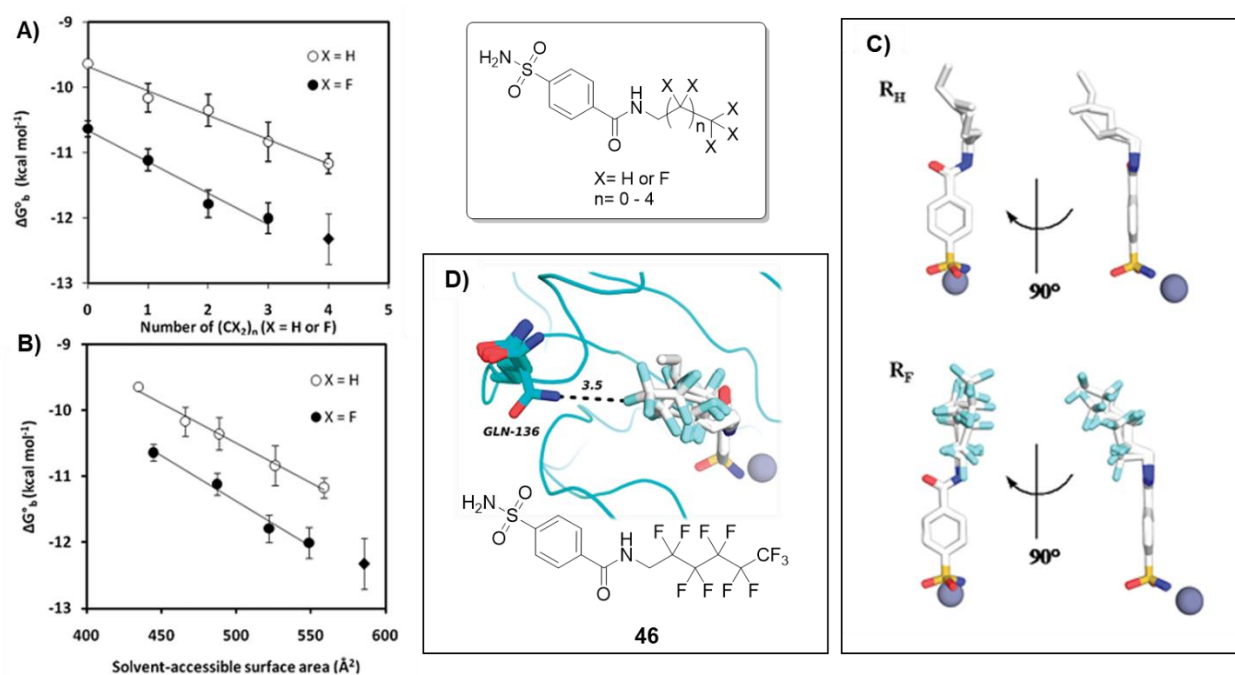 A)
-9
-10
-11
-12
-13
ΔG°b (kcal mol⁻¹)
○ X = H
● X = F
0 1 2 3 4 5
Number of (CX₂)ₙ (X = H or F)
B)
-9
-10
-11
-12
-13
ΔG°b (kcal mol⁻¹)
○ X = H
● X = F
400 450 500 550 600
Solvent-accessible surface area (Å²)
H₂N
O
S
O
O
H
N
X X
n
X
X
X
X= H or F
n= 0 - 4
D)
3.5
GLN-136
H₂N
O
S
O
O
H
N
F F F F
CF₃
F F F F
46
C)
R_H
90°
R_F
90°